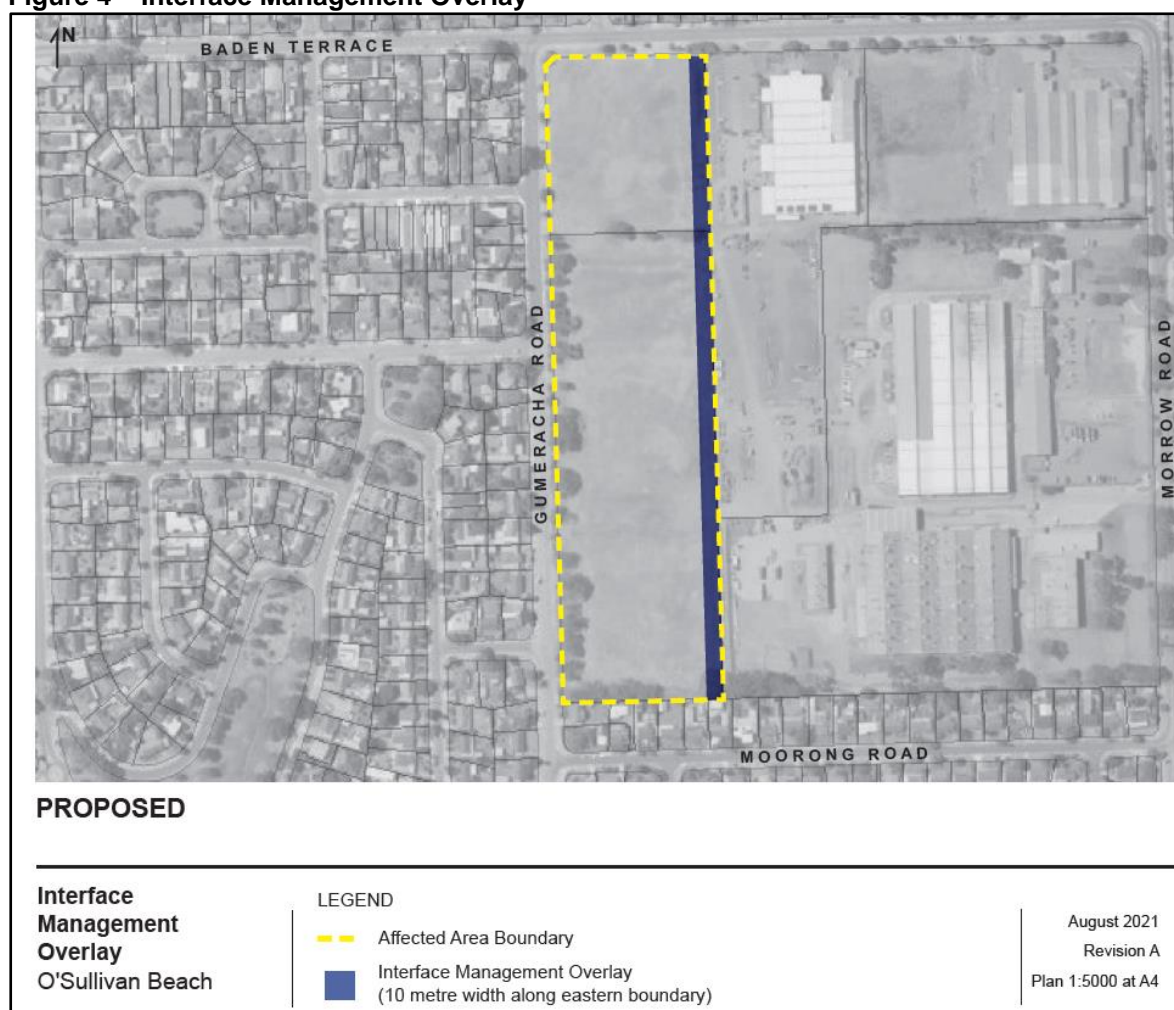 Figure 4 – Interface Management Overlay
N
BADEN TERRACE
GUMERACHA ROAD
MORROW ROAD
MOORONG ROAD
PROPOSED
Interface
Management
Overlay
O'Sullivan Beach
LEGEND
Affected Area Boundary
Interface Management Overlay
(10 metre width along eastern boundary)
August 2021
Revision A
Plan 1:5000 at A4